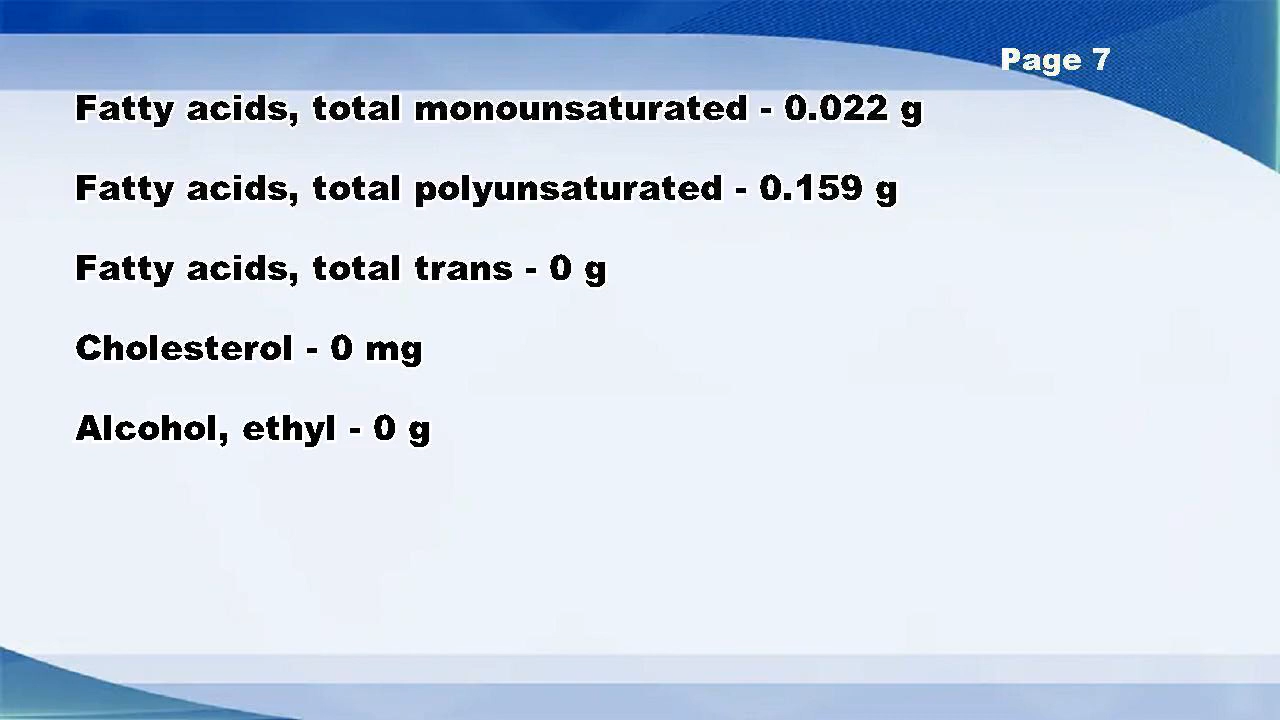 Page 7
Fatty acids, total monounsaturated - 0.022 g
Fatty acids, total polyunsaturated - 0.159 g
Fatty acids, total trans - 0 g
Cholesterol - 0 mg
Alcohol, ethyl - 0 g